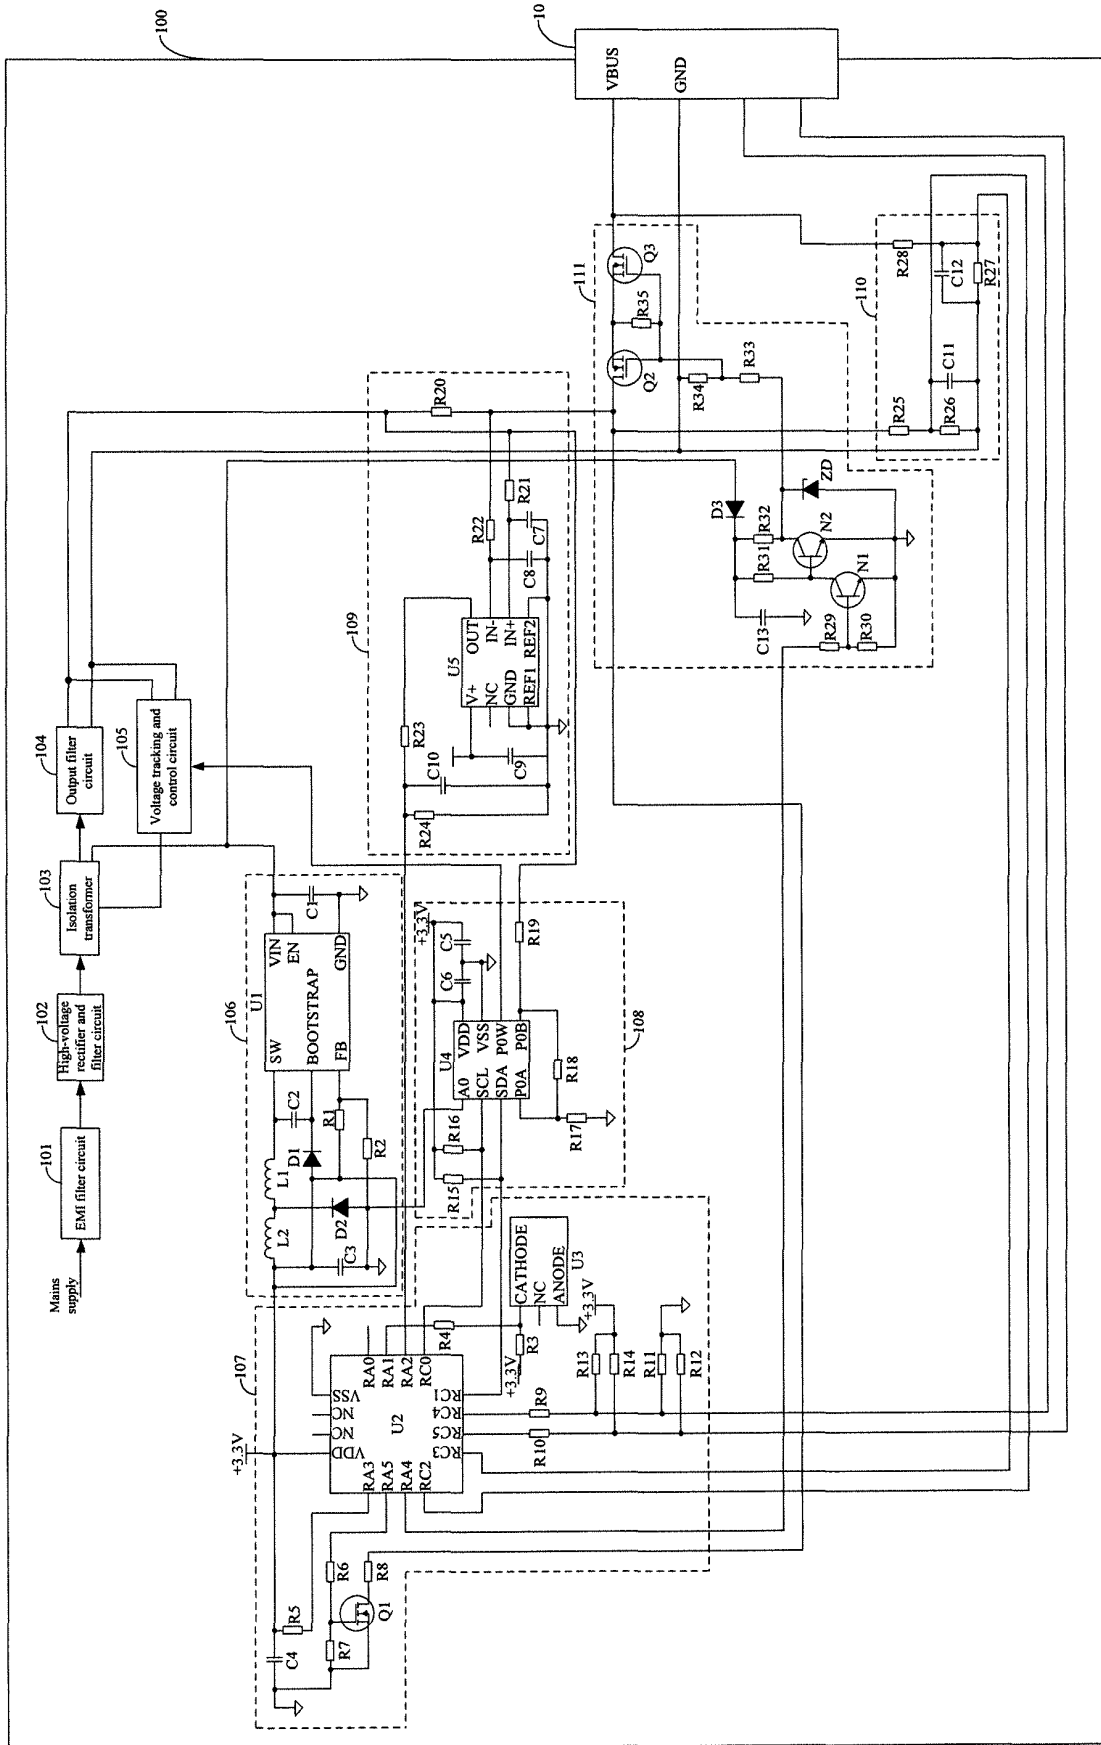 100
10
VBUS
GND
104
Output filter
circuit
105
Voltage tracking and
control circuit
103
Isolation
transformer
102
High-voltage
rectifier and
filter circuit
101
EMI filter circuit
Mains
supply
106
U1
VIN
EN
GND
SW
BOOTSTRAP
FB
C1
C2
L1
L2
D1
R1
R2
D2
C3
109
R20
R21
R22
C7
C8
U5
OUT
IN-
IN+
REF2
V+
NC
GND
REF1
R23
C10
C9
R24
111
Q3
R35
Q2
R34
R33
D3
ZD
R32
N2
R31
N1
C13
R29
R30
110
R28
C12
R27
C11
R25
R26
108
+3.3V
C5
C6
R19
U4
VDD
VSS
P0W
P0B
A0
SCL
SDA
P0A
R18
R17
R16
R15
107
+3.3V
VSS
NC
NC
VDD
RA0
RA1
RA2
RC0
U2
RC1
RC4
RC5
RC3
RA3
RA5
RA4
RC2
R4
R3
+3.3V
CATHODE
NC
ANODE
U3
+3.3V
R13
R14
R11
R12
R9
R10
R5
C4
R6
R7
R8
Q1